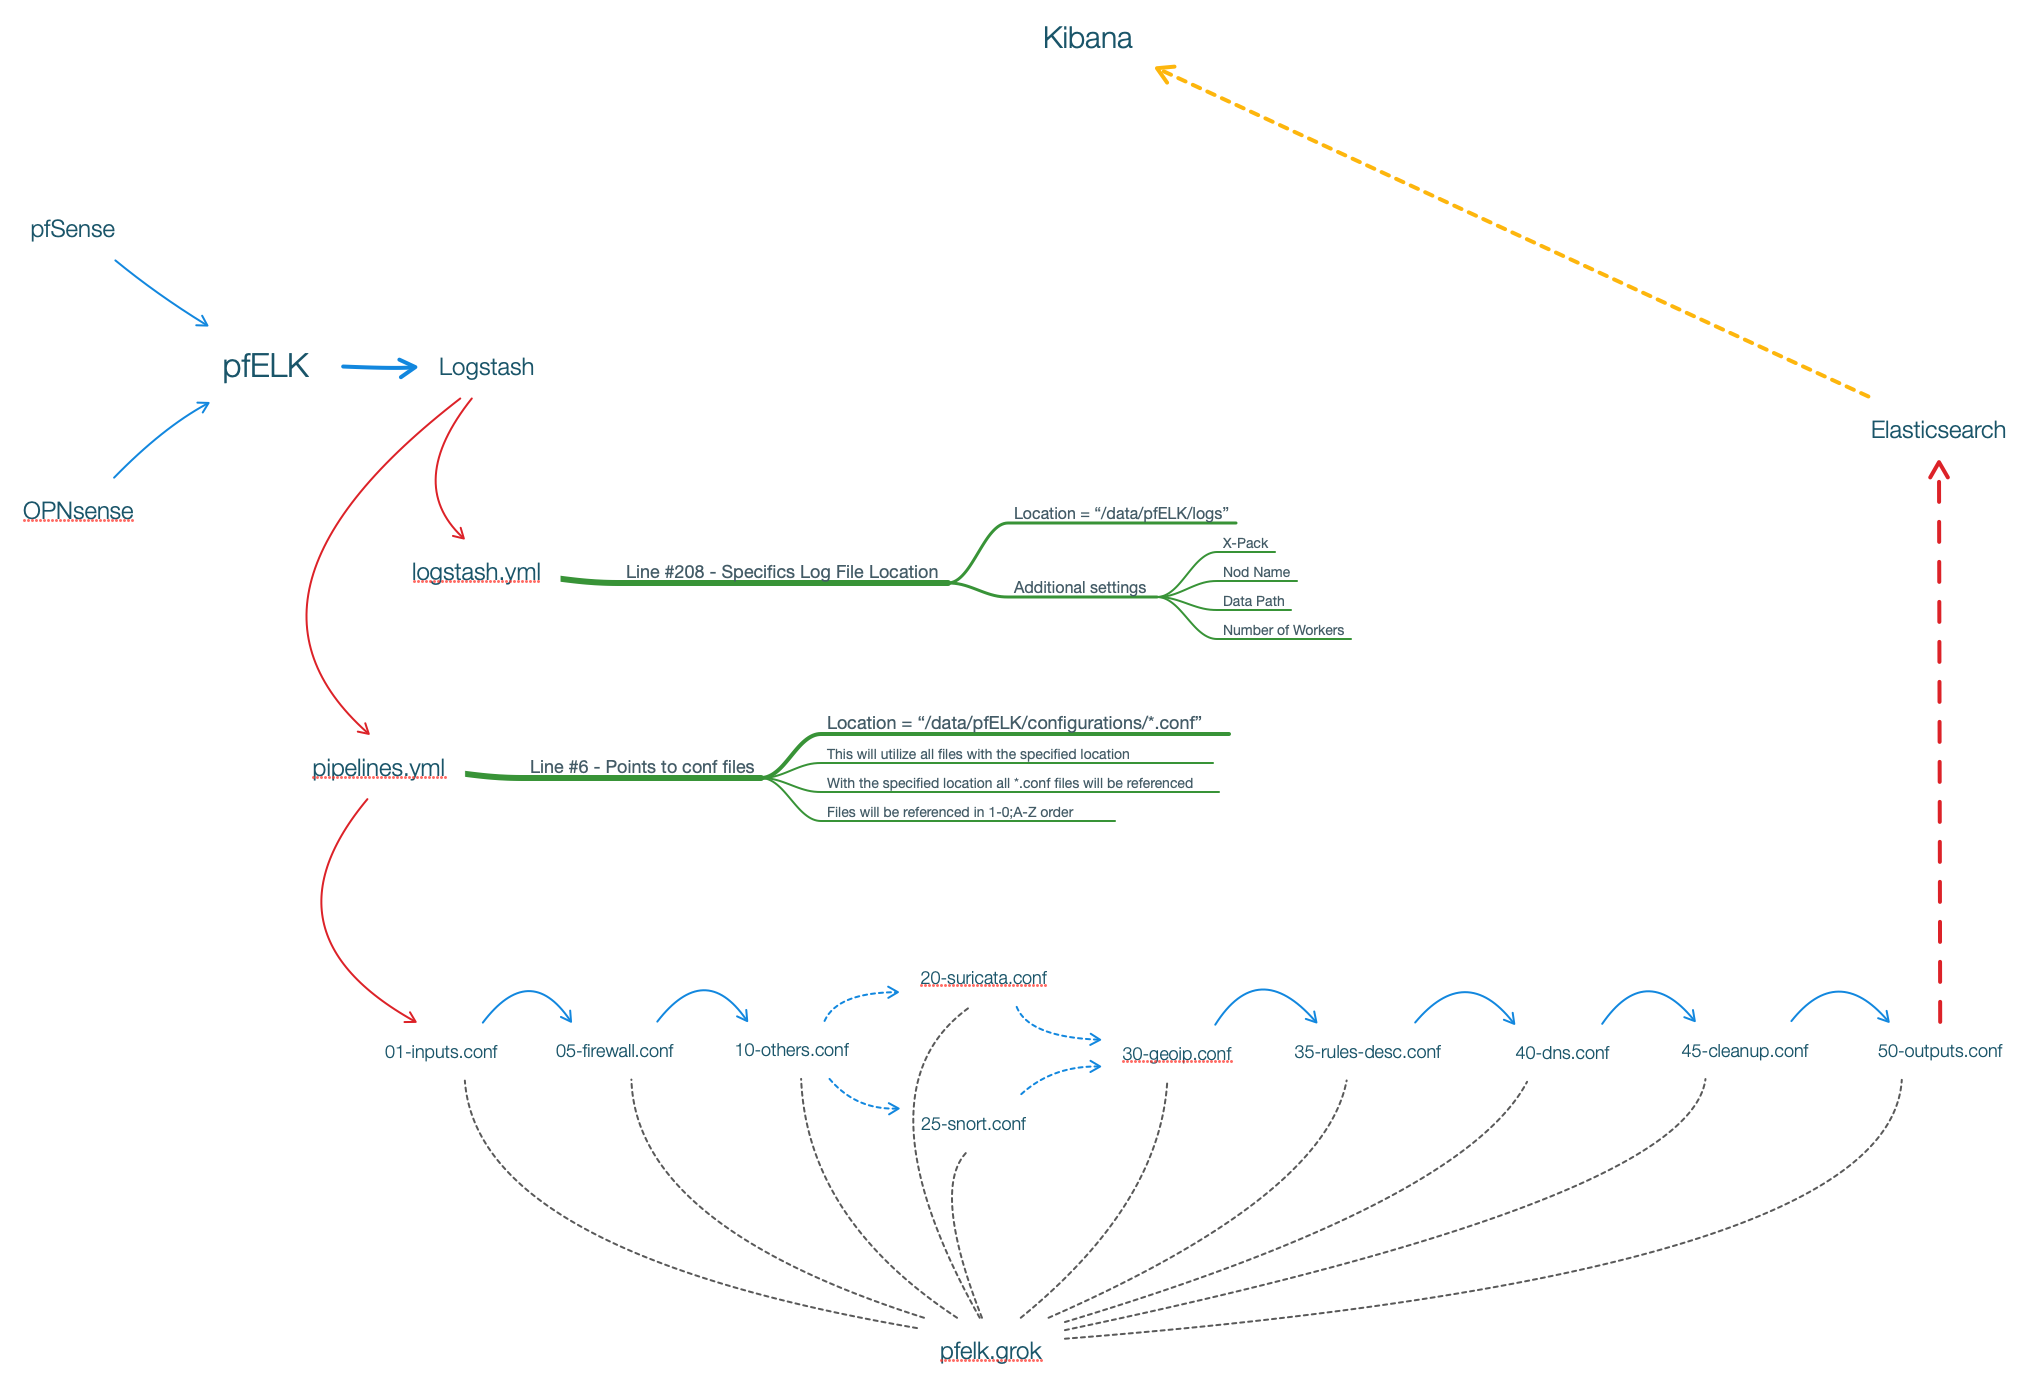 Kibana
pfSense
pfELK
Logstash
Elasticsearch
OPNsense
Location = “/data/pfELK/logs”
X-Pack
logstash.yml
Line #208 - Specifics Log File Location
Nod Name
Additional settings
Data Path
Number of Workers
Location = “/data/pfELK/configurations/*.conf”
This will utilize all files with the specified location
pipelines.yml
Line #6 - Points to conf files
With the specified location all *.conf files will be referenced
Files will be referenced in 1-0;A-Z order
20-suricata.conf
01-inputs.conf
05-firewall.conf
10-others.conf
30-geoip.conf
35-rules-desc.conf
40-dns.conf
45-cleanup.conf
50-outputs.conf
25-snort.conf
pfelk.grok